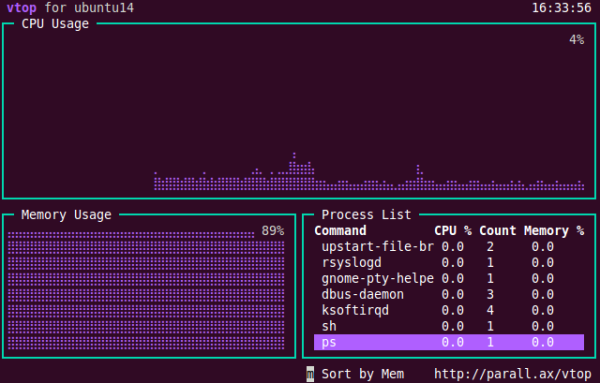 vtop for ubuntu14 16:33:56
CPU Usage
4%
Memory Usage
89%
Process List
Command CPU % Count Memory %
upstart-file-br 0.0 2 0.0
rsyslogd 0.0 1 0.0
gnome-pty-helpe 0.0 1 0.0
dbus-daemon 0.0 3 0.0
ksoftirqd 0.0 4 0.0
sh 0.0 1 0.0
ps 0.0 1 0.0
m Sort by Mem http://parall.ax/vtop